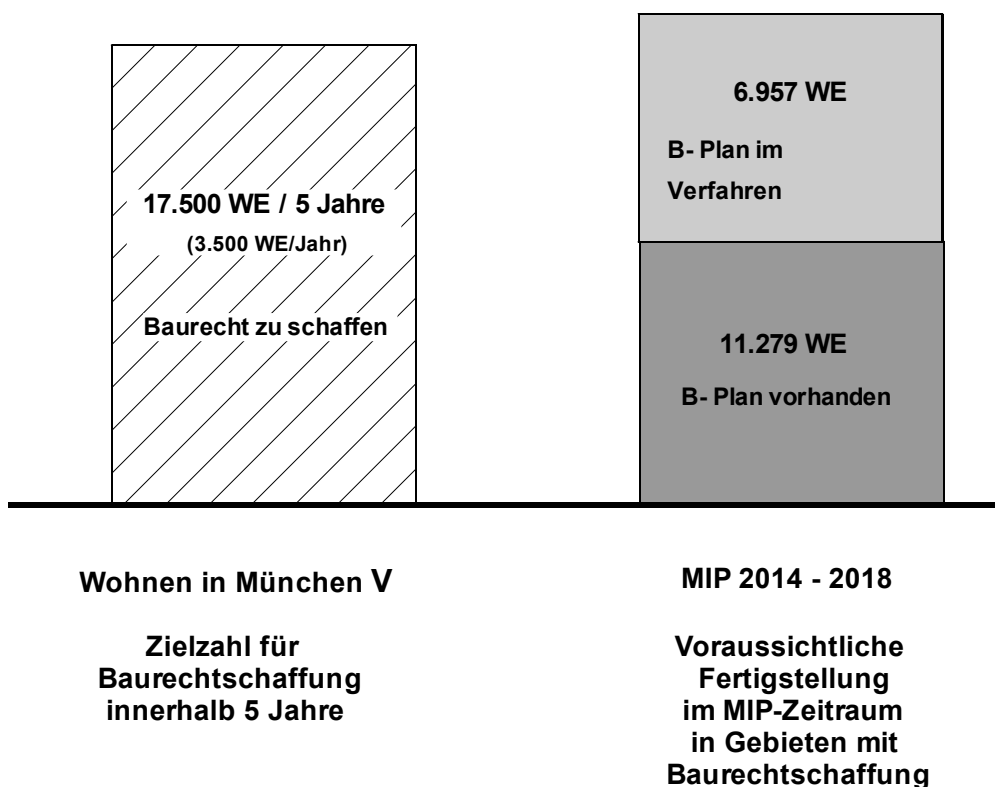 17.500 WE / 5 Jahre
(3.500 WE/Jahr)
Baurecht zu schaffen
6.957 WE
B- Plan im
Verfahren
11.279 WE
B- Plan vorhanden
Wohnen in München V
Zielzahl für
Baurechtschaffung
innerhalb 5 Jahre
MIP 2014 - 2018
Voraussichtliche
Fertigstellung
im MIP-Zeitraum
in Gebieten mit
Baurechtschaffung